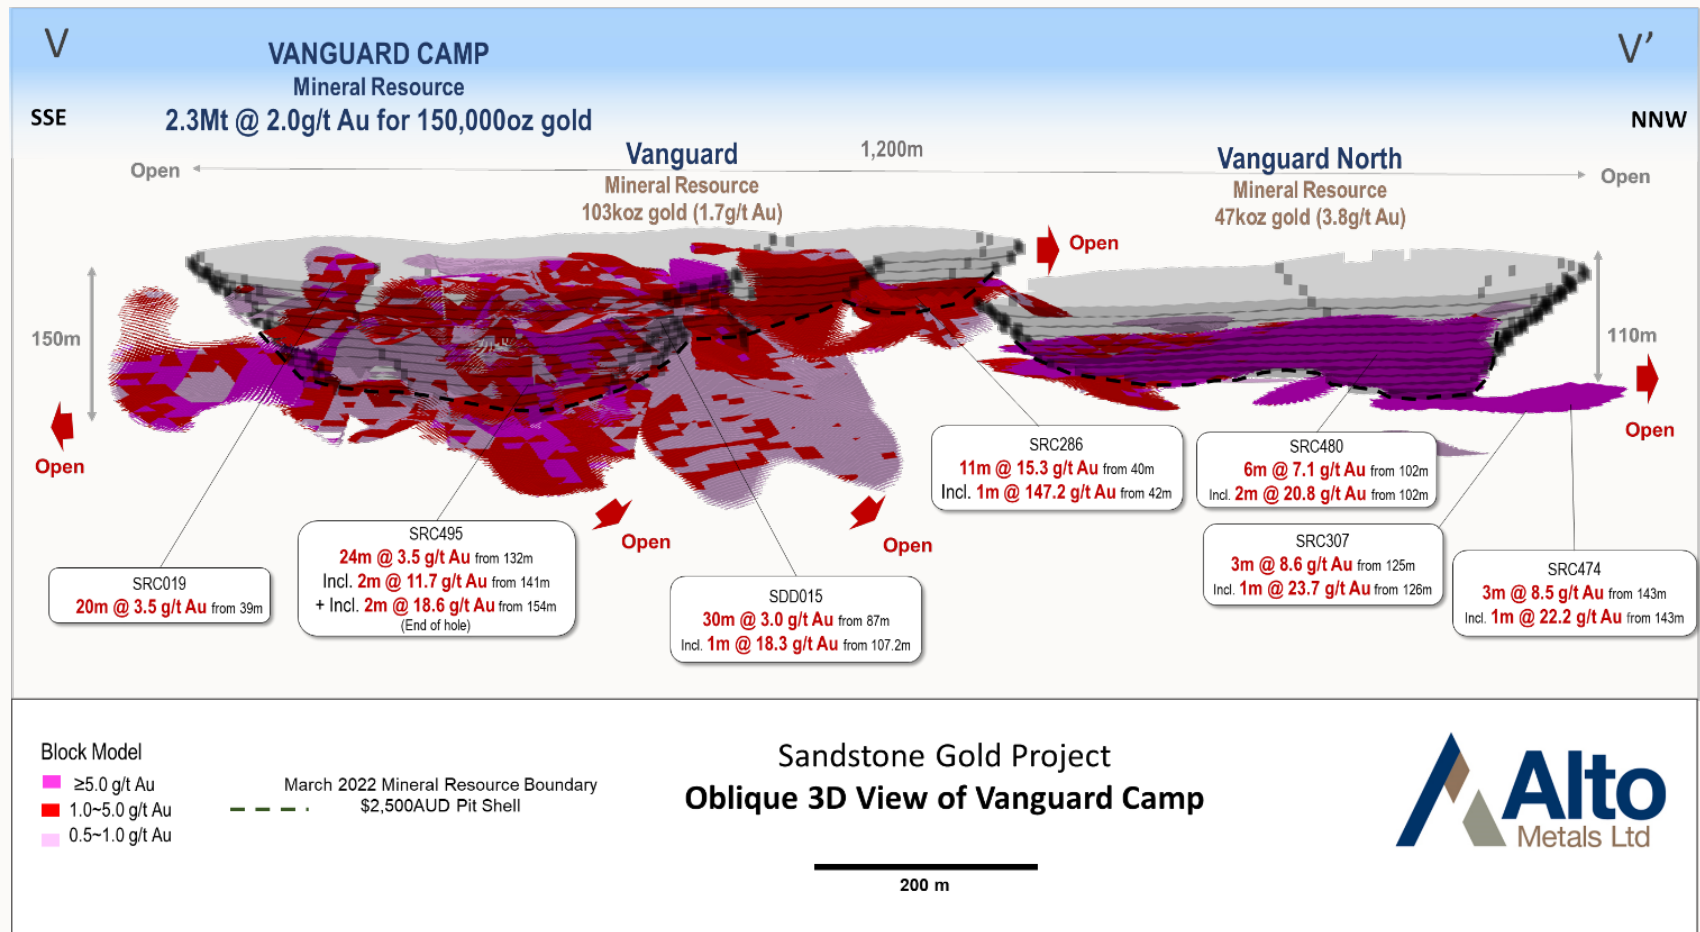 V
V’
VANGUARD CAMP
Mineral Resource
2.3Mt @ 2.0g/t Au for 150,000oz gold
SSE
NNW
Open
1,200m
Open
Vanguard
Mineral Resource
103koz gold (1.7g/t Au)
Vanguard North
Mineral Resource
47koz gold (3.8g/t Au)
Open
150m
110m
Open
Open
Open
Open
SRC286
11m @ 15.3 g/t Au from 40m
Incl. 1m @ 147.2 g/t Au from 42m
SRC480
6m @ 7.1 g/t Au from 102m
Incl. 2m @ 20.8 g/t Au from 102m
SRC495
24m @ 3.5 g/t Au from 132m
Incl. 2m @ 11.7 g/t Au from 141m
+ Incl. 2m @ 18.6 g/t Au from 154m
(End of hole)
SRC307
3m @ 8.6 g/t Au from 125m
Incl. 1m @ 23.7 g/t Au from 126m
SRC019
20m @ 3.5 g/t Au from 39m
SDD015
30m @ 3.0 g/t Au from 87m
Incl. 1m @ 18.3 g/t Au from 107.2m
SRC474
3m @ 8.5 g/t Au from 143m
Incl. 1m @ 22.2 g/t Au from 143m
Block Model
≥5.0 g/t Au
1.0~5.0 g/t Au
0.5~1.0 g/t Au
March 2022 Mineral Resource Boundary
$2,500AUD Pit Shell
Sandstone Gold Project
Oblique 3D View of Vanguard Camp
200 m
Alto
Metals Ltd